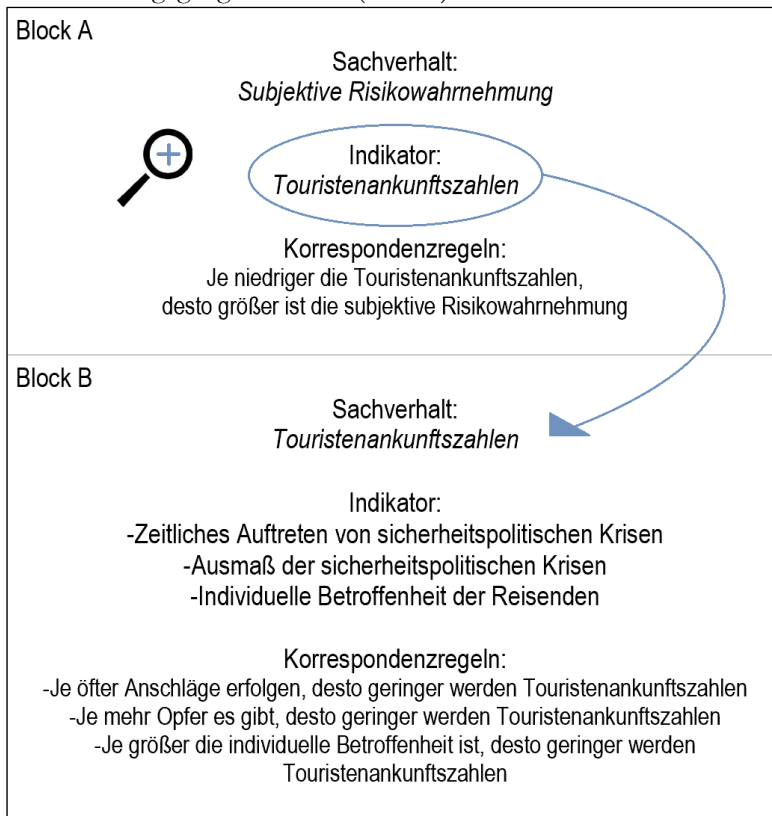 Block A
Sachverhalt:
Subjektive Risikowahrnehmung
Indikator:
Touristenankunftszahlen
Korrespondenzregeln:
Je niedriger die Touristenankunftszahlen,
desto größer ist die subjektive Risikowahrnehmung
Block B
Sachverhalt:
Touristenankunftszahlen
Indikator:
-Zeitliches Auftreten von sicherheitspolitischen Krisen
-Ausmaß der sicherheitspolitischen Krisen
-Individuelle Betroffenheit der Reisenden
Korrespondenzregeln:
-Je öfter Anschläge erfolgen, desto geringer werden Touristenankunftszahlen
-Je mehr Opfer es gibt, desto geringer werden Touristenankunftszahlen
-Je größer die individuelle Betroffenheit ist, desto geringer werden
Touristenankunftszahlen